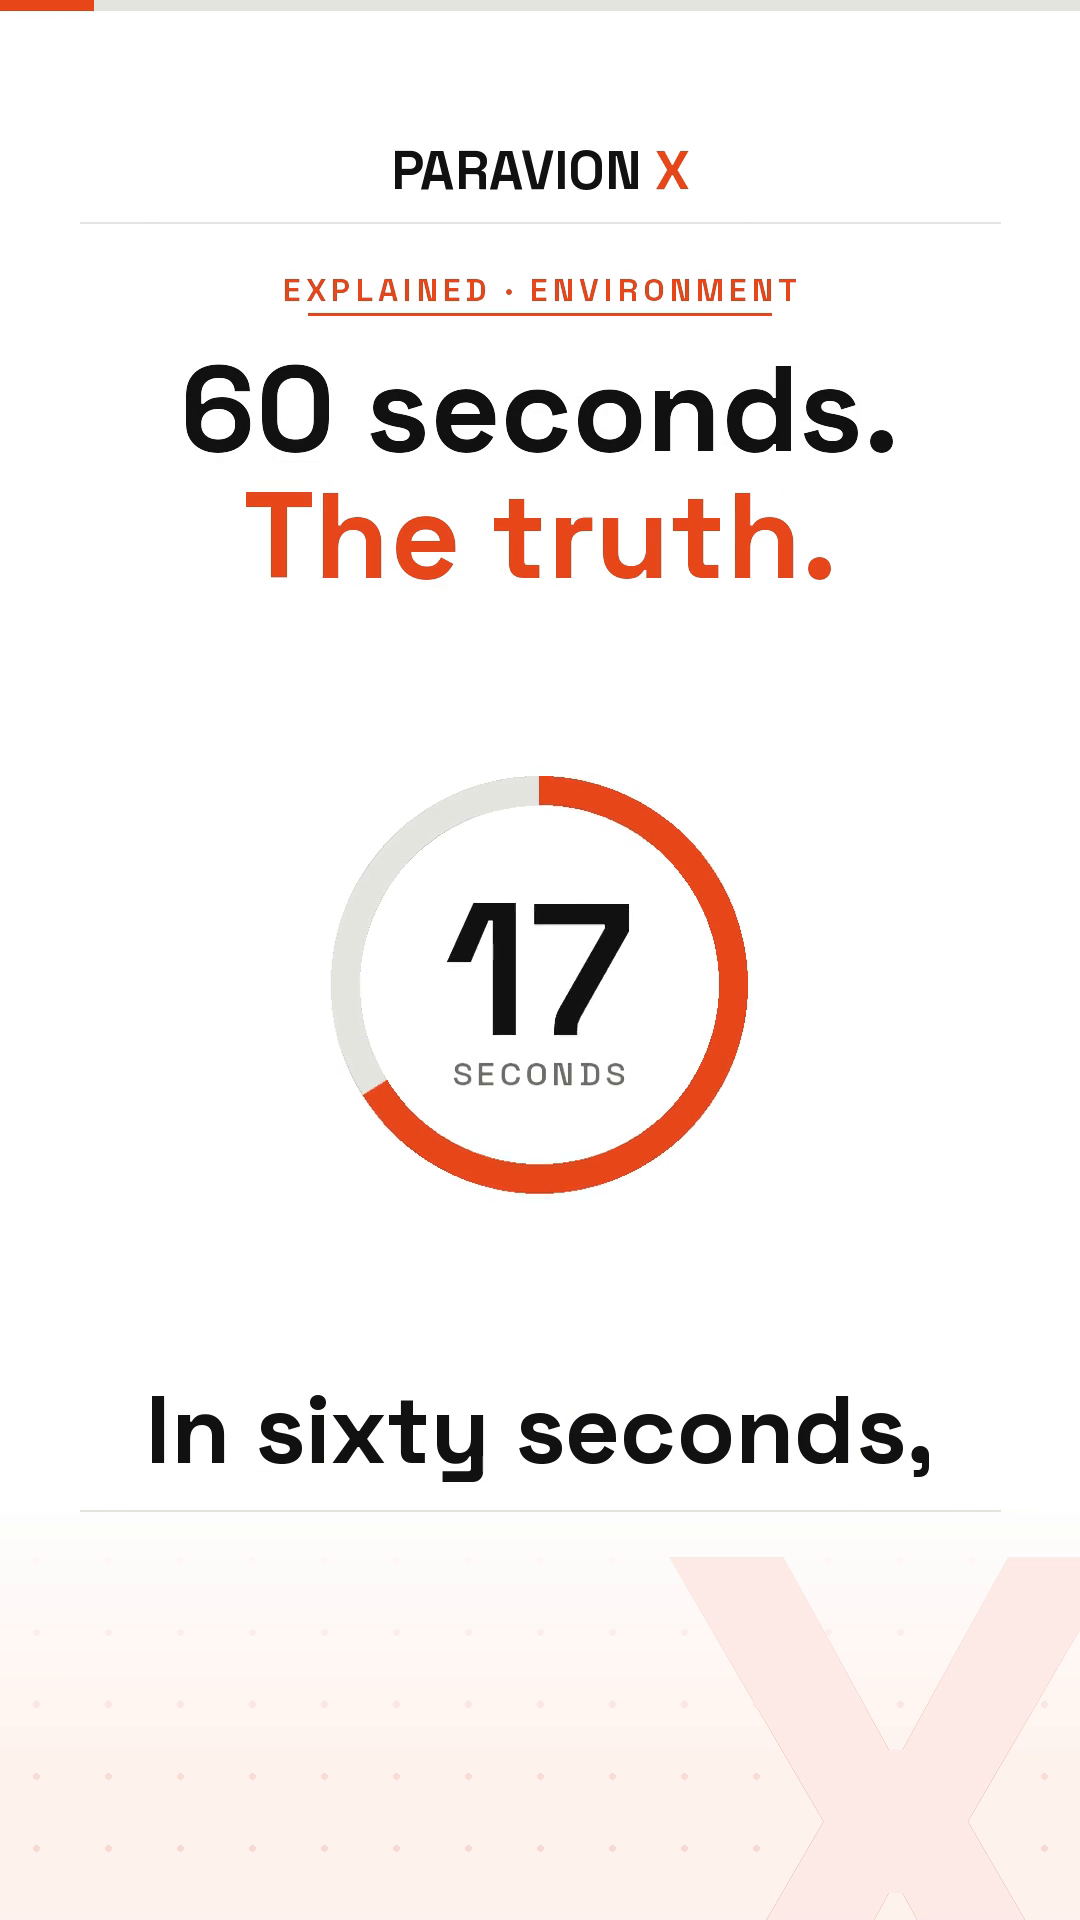 PARAVION X
EXPLAINED · ENVIRONMENT
60 seconds.
The truth.
17
SECONDS
In sixty seconds,
X